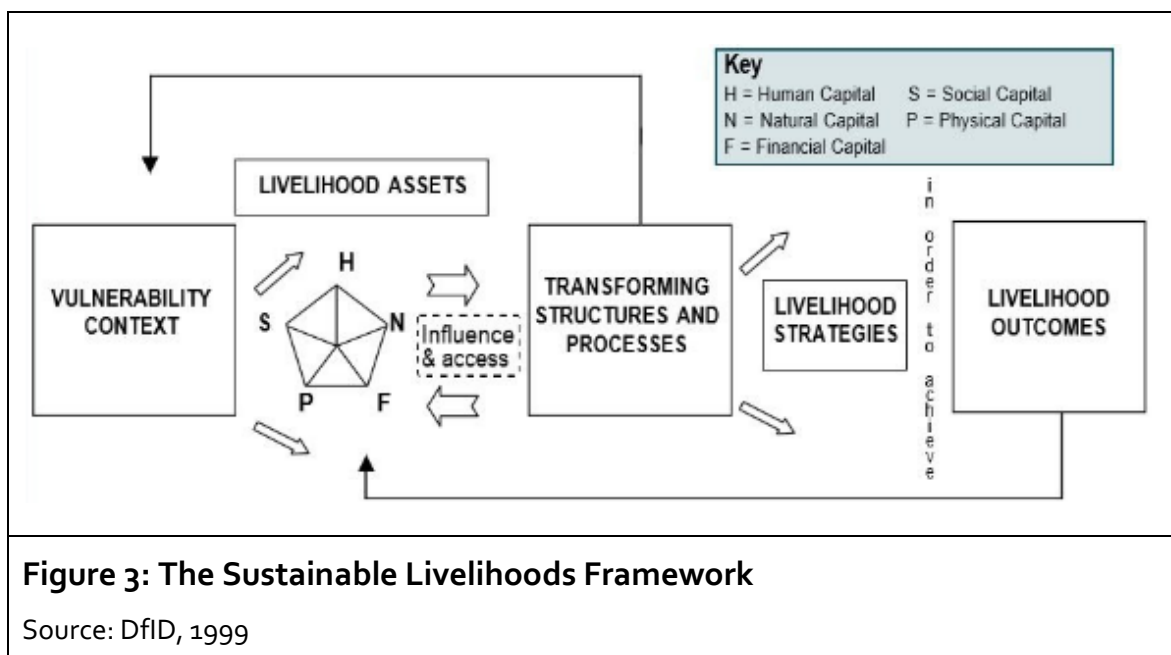 Key
H = Human Capital S = Social Capital
N = Natural Capital P = Physical Capital
F = Financial Capital
LIVELIHOOD ASSETS
VULNERABILITY
CONTEXT
H
S
N
P
F
Influence
& access
TRANSFORMING
STRUCTURES AND
PROCESSES
LIVELIHOOD
STRATEGIES
in order to achieve
LIVELIHOOD
OUTCOMES
Figure 3: The Sustainable Livelihoods Framework
Source: DfID, 1999